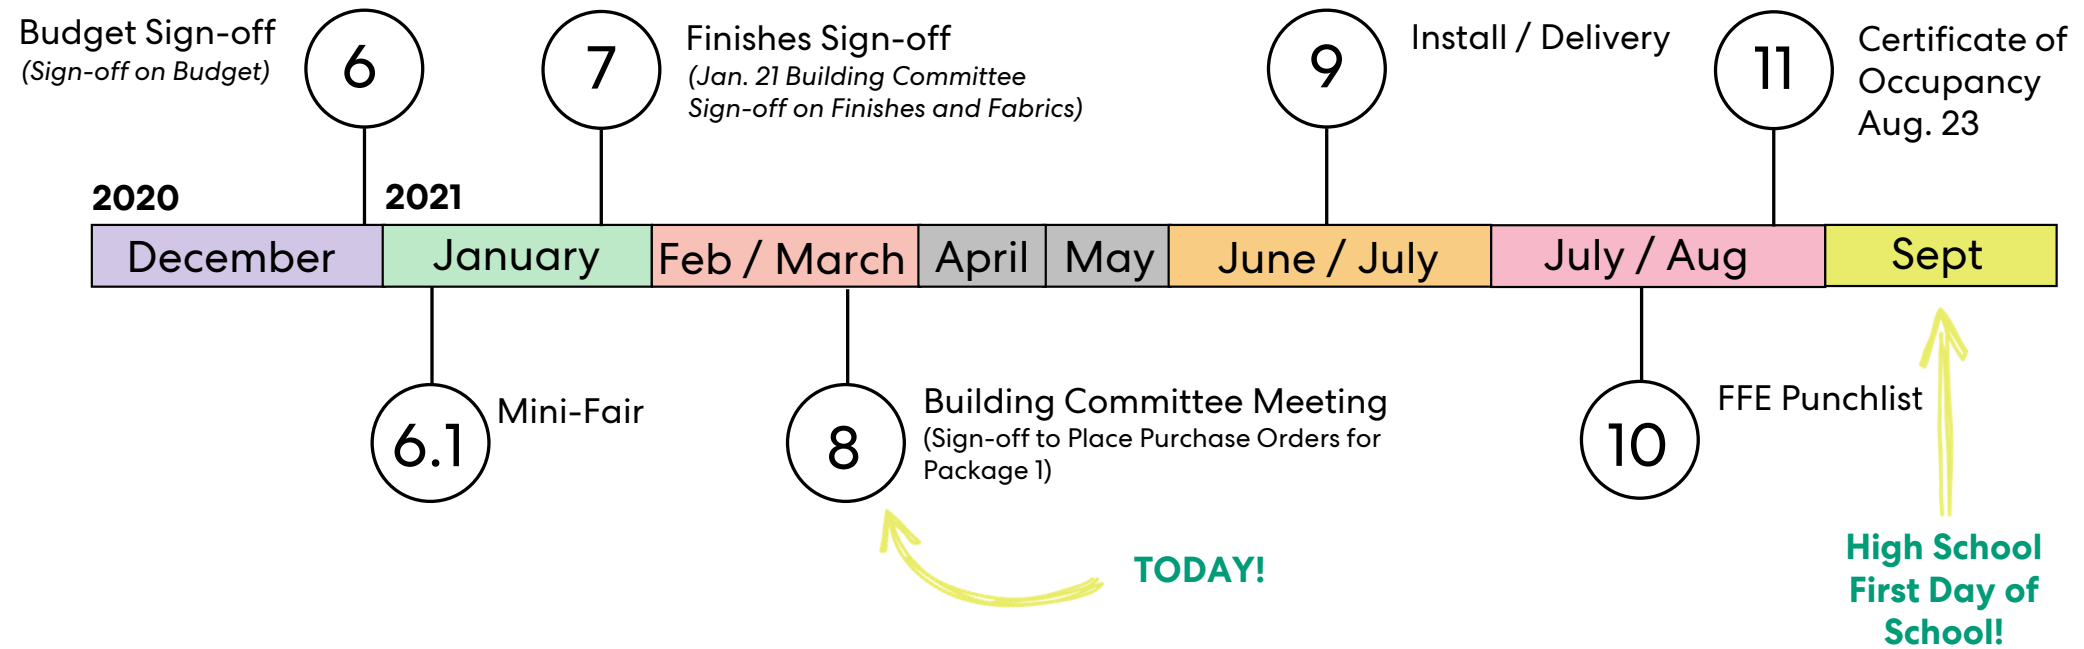 Budget Sign-off
(Sign-off on Budget)
6
7
Finishes Sign-off
(Jan. 21 Building Committee
Sign-off on Finishes and Fabrics)
9
Install / Delivery
11
Certificate of
Occupancy
Aug. 23
2020
2021
December
January
Feb / March
April
May
June / July
July / Aug
Sept
6.1
Mini-Fair
8
Building Committee Meeting
(Sign-off to Place Purchase Orders for
Package 1)
10
FFE Punchlist
TODAY!
High School
First Day of
School!